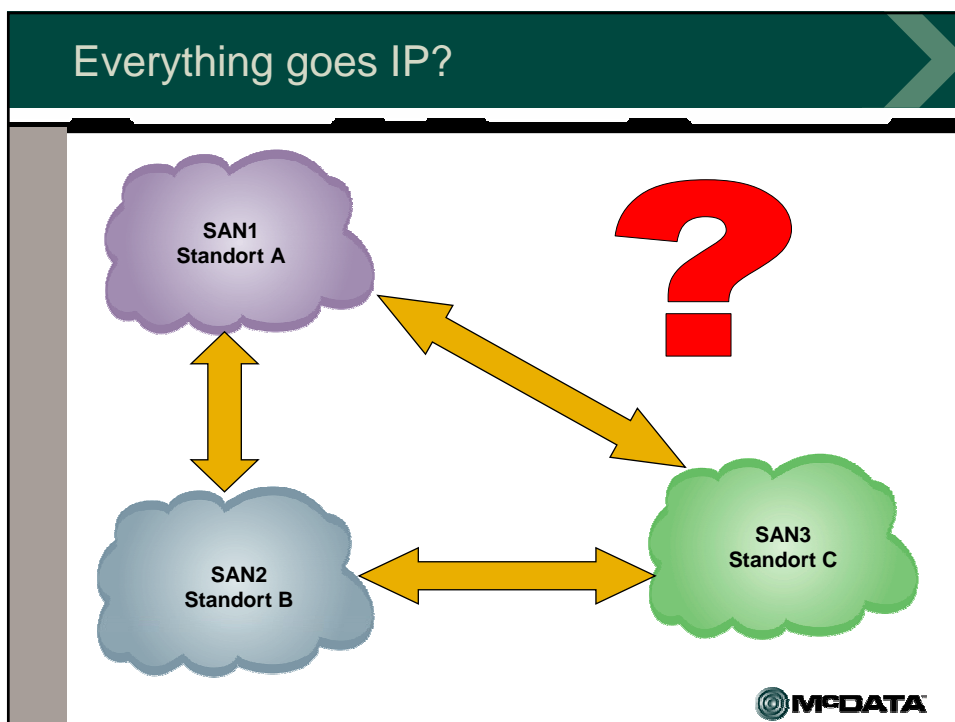 Everything goes IP?
SAN1
Standort A
?
SAN2
Standort B
SAN3
Standort C
McDATA